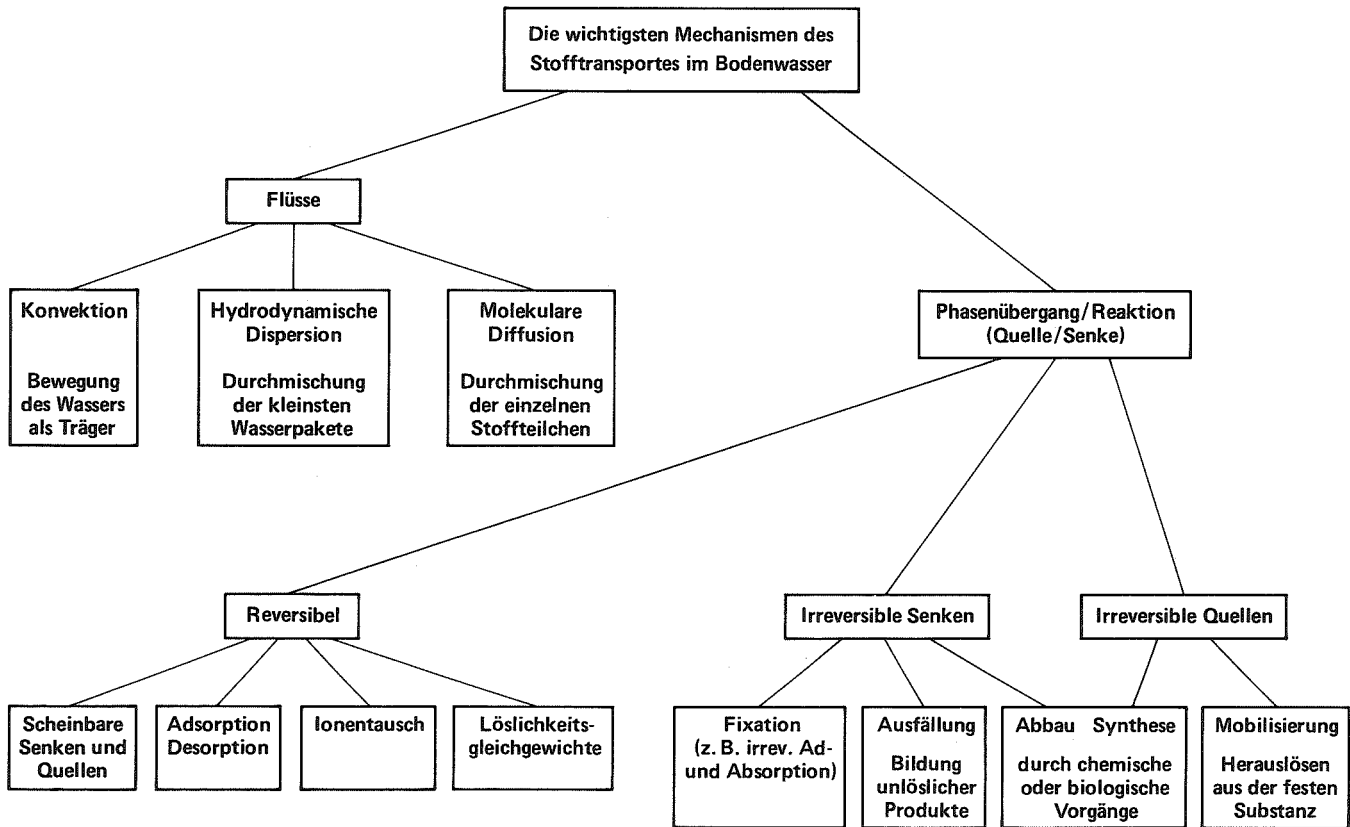 Die wichtigsten Mechanismen des
Stofftransportes im Bodenwasser
Flüsse
Konvektion
Bewegung
des Wassers
als Träger
Hydrodynamische
Dispersion
Durchmischung
der kleinsten
Wasserpakete
Molekulare
Diffusion
Durchmischung
der einzelnen
Stoffteilchen
Phasenübergang/Reaktion
(Quelle/Senke)
Reversibel
Irreversible Senken
Irreversible Quellen
Scheinbare
Senken und
Quellen
Adsorption
Desorption
Ionentausch
Löslichkeits-
gleichgewichte
Fixation
(z. B. irrev. Ad-
und Absorption)
Ausfällung
Bildung
unlöslicher
Produkte
Abbau Synthese
durch chemische
oder biologische
Vorgänge
Mobilisierung
Herauslösen
aus der festen
Substanz